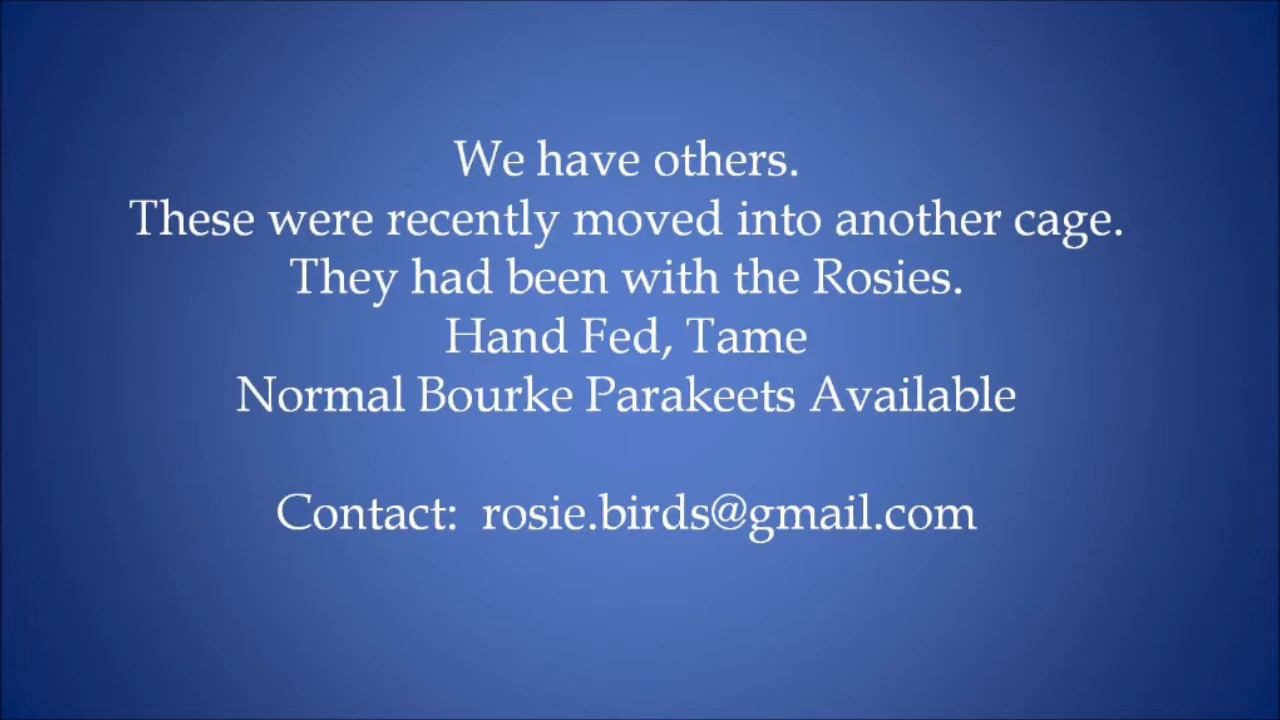 We have others.
These were recently moved into another cage.
They had been with the Rosies.
Hand Fed, Tame
Normal Bourke Parakeets Available
Contact: rosie.birds@gmail.com